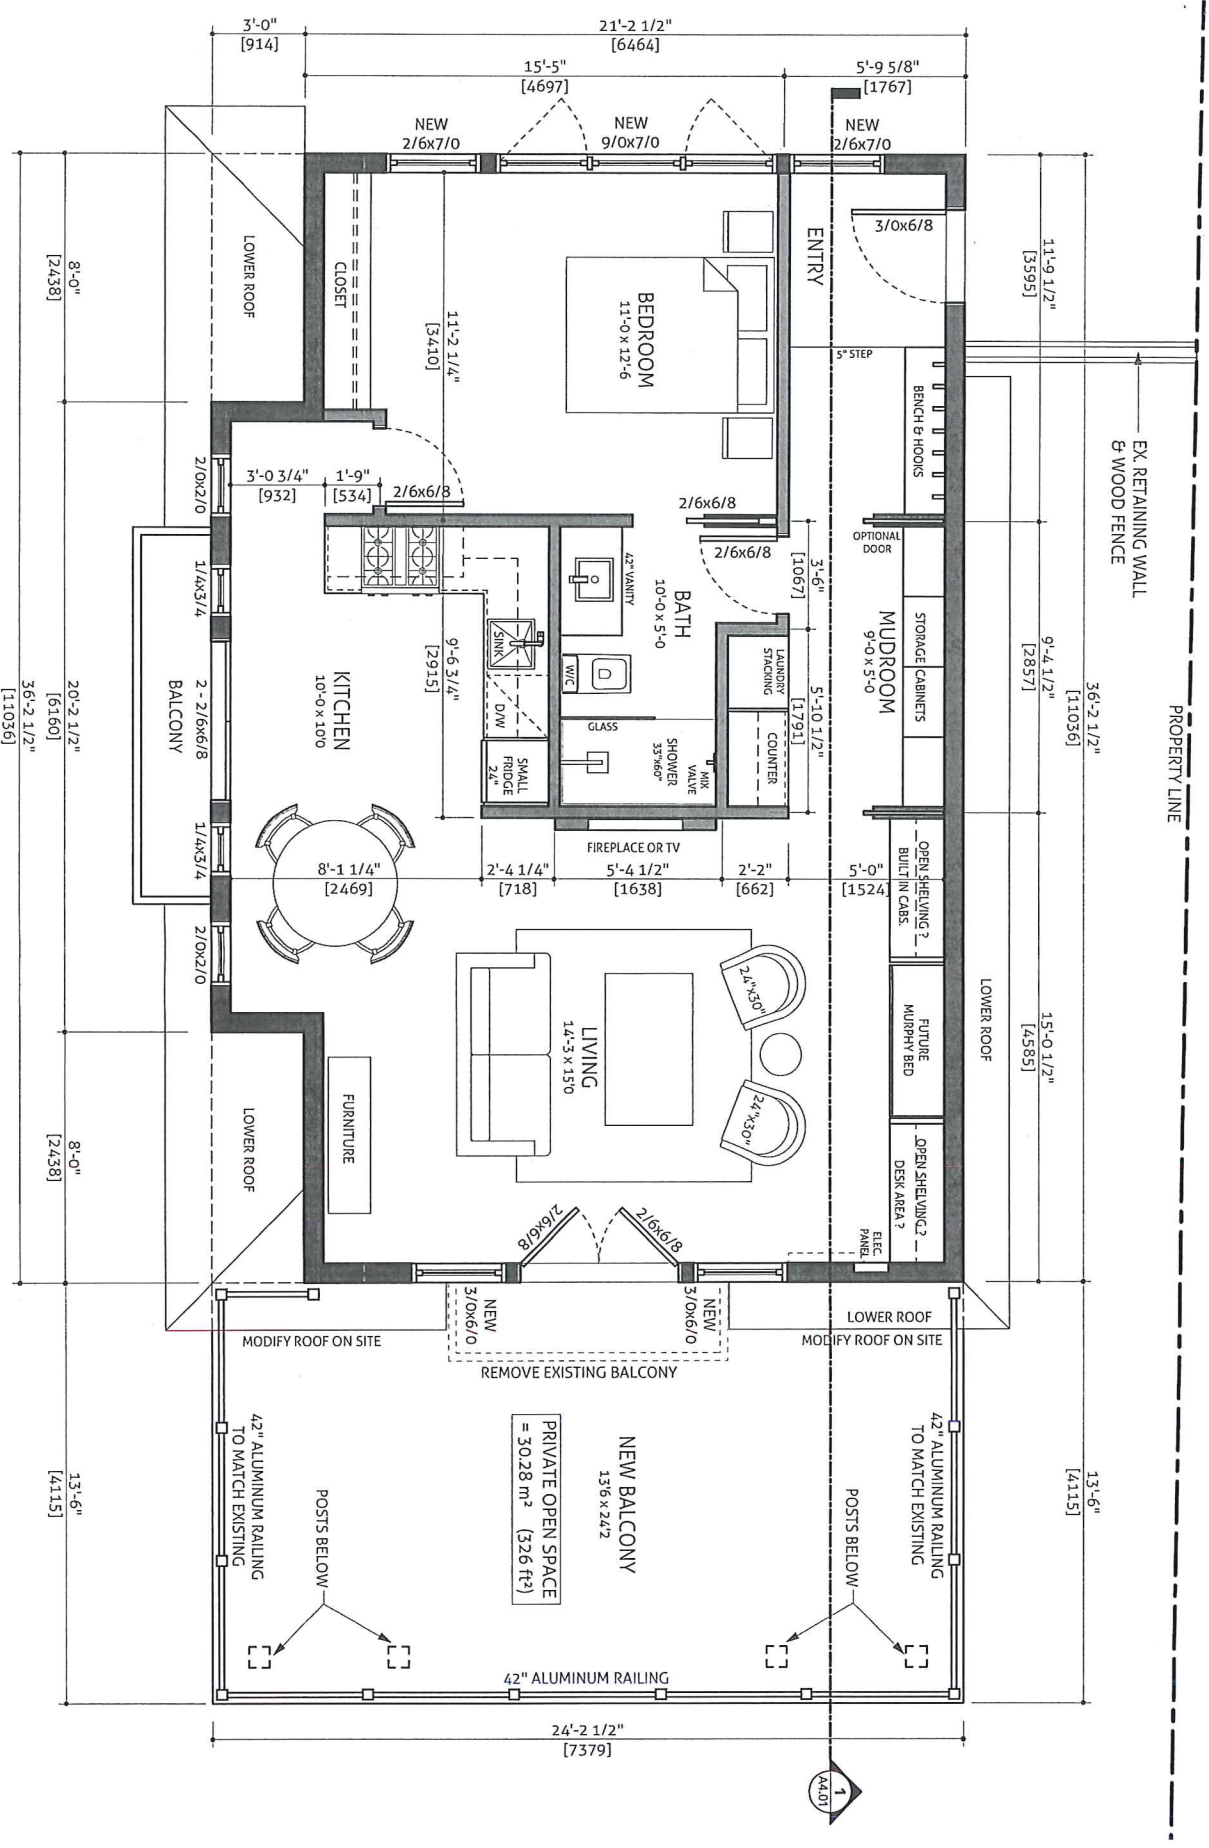 3'-0"
[914]
21'-2 1/2"
[6464]
15'-5"
[4697]
5'-9 5/8"
[1767]
NEW
2/6x7/0
NEW
9/0x7/0
NEW
2/6x7/0
3/0x6/8
ENTRY
5" STEP
BENCH & HOOKS
LOWER ROOF
CLOSET
BEDROOM
11'-0 x 12'-6
11'-2 1/4"
[3410]
8'-0"
[2438]
11'-9 1/2"
[3595]
EX. RETAINING WALL
& WOOD FENCE
PROPERTY LINE
2/0x2/0
3'-0 3/4"
[932]
1'-9"
[534]
2/6x6/8
2/6x6/8
2/6x6/8
OPTIONAL
DOOR
3'-6"
[1067]
42" VANITY
BATH
10'-0 x 5'-0
W/C
GLASS
SHOWER
33"x60"
MIX
VALVE
LAUNDRY
STACKING
COUNTER
5'-10 1/2"
[1791]
MUDROOM
9'-0 x 5'-0
STORAGE CABINETS
9'-4 1/2"
[2857]
36'-2 1/2"
[11036]
1/4x3/4
2 - 2/6x6/8
BALCONY
1/4x3/4
2/0x2/0
KITCHEN
10'-0 x 10'0
9'-6 3/4"
[2915]
SINK
D/W
SMALL
FRIDGE
24"
20'-2 1/2"
[6160]
36'-2 1/2"
[11036]
FIREPLACE OR TV
8'-1 1/4"
[2469]
2'-4 1/4"
[718]
5'-4 1/2"
[1638]
2'-2"
[662]
5'-0"
[1524]
OPEN SHELVING ?
BUILT IN CABS.
FUTURE
MURPHY BED
OPEN SHELVING ?
DESK AREA ?
ELEC.
PANEL
LOWER ROOF
15'-0 1/2"
[4585]
LIVING
14'-3 x 15'0
24"x30"
24"x30"
FURNITURE
LOWER ROOF
8'-0"
[2438]
2/6x6/8
2/6x6/8
NEW
3/0x6/0
NEW
3/0x6/0
LOWER ROOF
MODIFY ROOF ON SITE
MODIFY ROOF ON SITE
REMOVE EXISTING BALCONY
42" ALUMINUM RAILING
TO MATCH EXISTING
42" ALUMINUM RAILING
TO MATCH EXISTING
NEW BALCONY
13'6 x 24'2
PRIVATE OPEN SPACE
= 30.28 m² (326 ft²)
POSTS BELOW
POSTS BELOW
13'-6"
[4115]
13'-6"
[4115]
42" ALUMINUM RAILING
24'-2 1/2"
[7379]
1
A4.01